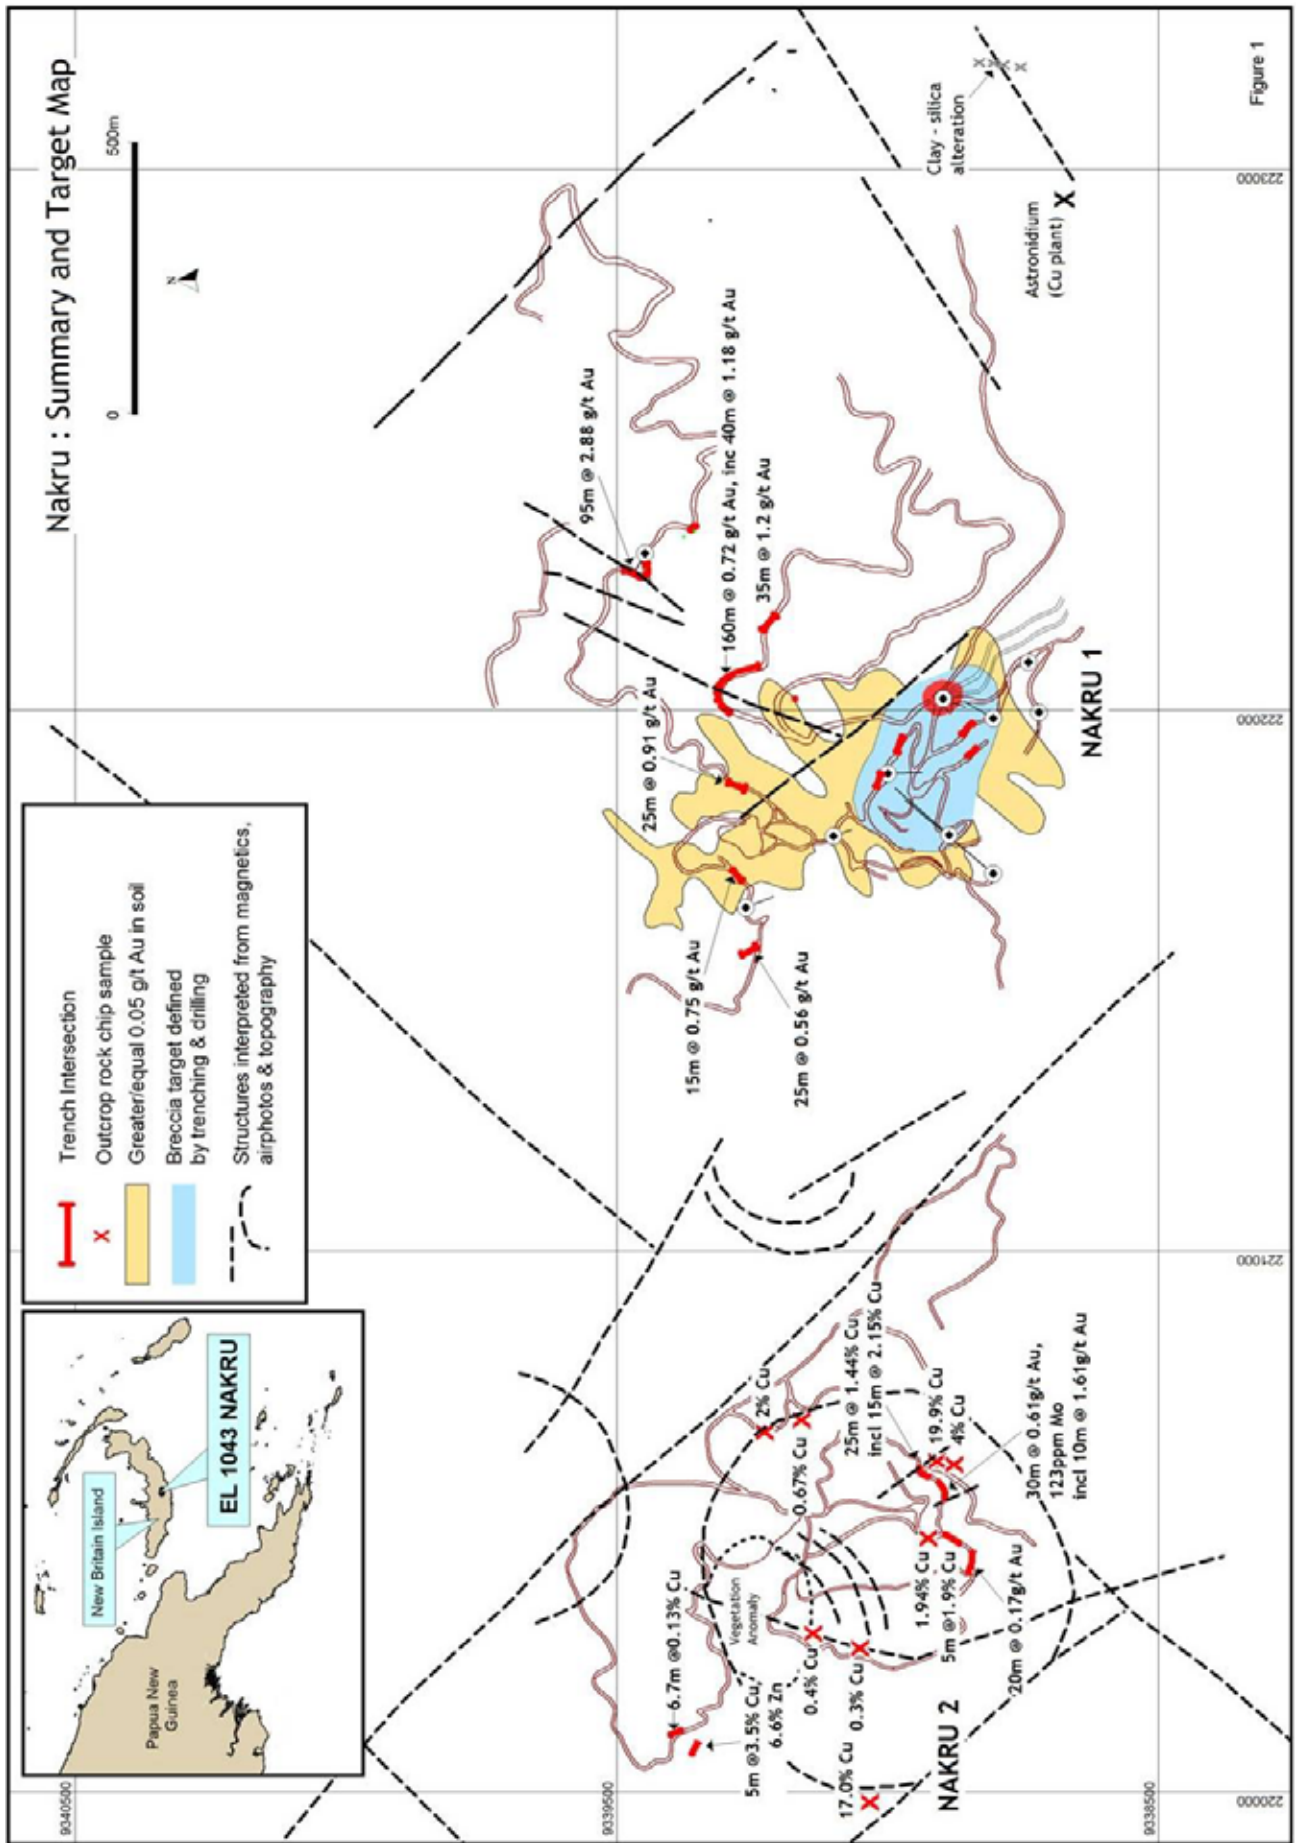 Nakru : Summary and Target Map
0
500m
N
Trench Intersection
X
Outcrop rock chip sample
Greater/equal 0.05 g/t Au in soil
Breccia target defined
by trenching & drilling
Structures interpreted from magnetics,
airphotos & topography
Papua New
Guinea
New Britain Island
EL 1043 NAKRU
9340500
9339500
9338500
220000
221000
222000
223000
95m @ 2.88 g/t Au
160m @ 0.72 g/t Au, inc 40m @ 1.18 g/t Au
35m @ 1.2 g/t Au
25m @ 0.91 g/t Au
15m @ 0.75 g/t Au
25m @ 0.56 g/t Au
NAKRU 1
Clay - silica
alteration
Astronidium
(Cu plant)
X
6.7m @0.13% Cu
5m @3.5% Cu,
6.6% Zn
Vegetation
Anomaly
2% Cu
0.67% Cu
25m @ 1.44% Cu
incl 15m @ 2.15% Cu
19.9% Cu
4% Cu
30m @ 0.61g/t Au,
123ppm Mo
incl 10m @ 1.61g/t Au
0.4% Cu
0.3% Cu
17.0% Cu
1.94% Cu
5m @1.9% Cu
20m @ 0.17g/t Au
NAKRU 2
Figure 1